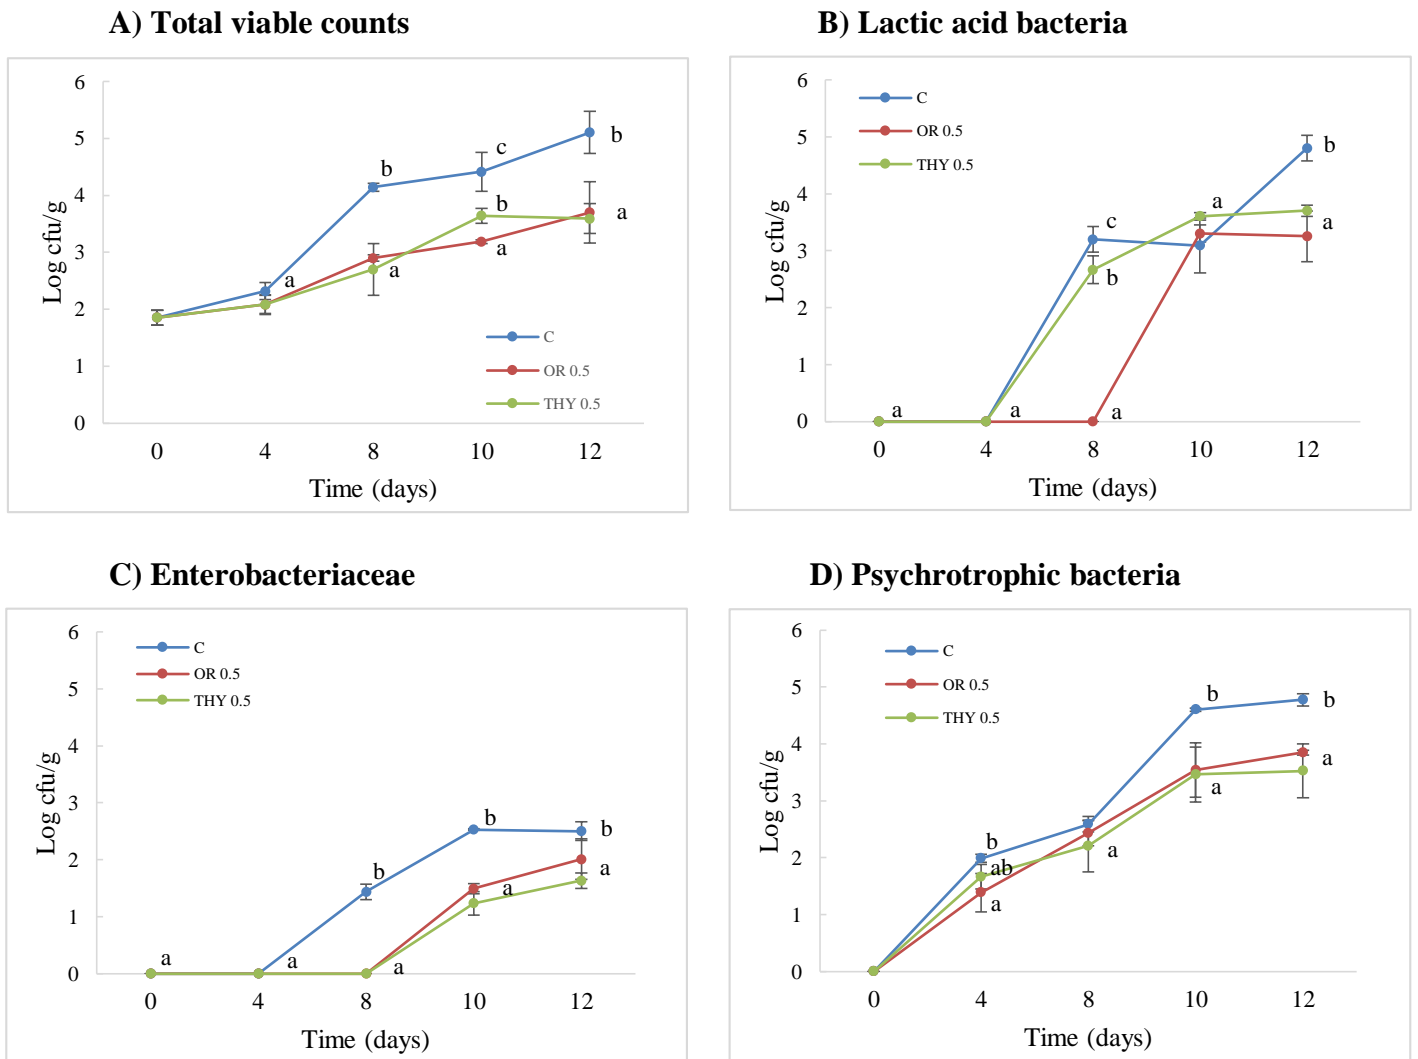 A) Total viable counts
6
5
4
3
2
1
0
Log cfu/g
a
b
a
c
b
a
b
a
C
OR 0.5
THY 0.5
0 4 8 10 12
Time (days)
B) Lactic acid bacteria
6
5
4
3
2
1
0
Log cfu/g
C
OR 0.5
THY 0.5
a
a
c
b
a
a
b
a
0 4 8 10 12
Time (days)
C) Enterobacteriaceae
6
5
4
3
2
1
0
Log cfu/g
C
OR 0.5
THY 0.5
a
a
b
a
b
a
b
a
0 4 8 10 12
Time (days)
D) Psychrotrophic bacteria
6
5
4
3
2
1
0
Log cfu/g
C
OR 0.5
THY 0.5
b
ab
a
a
b
a
b
a
0 4 8 10 12
Time (days)